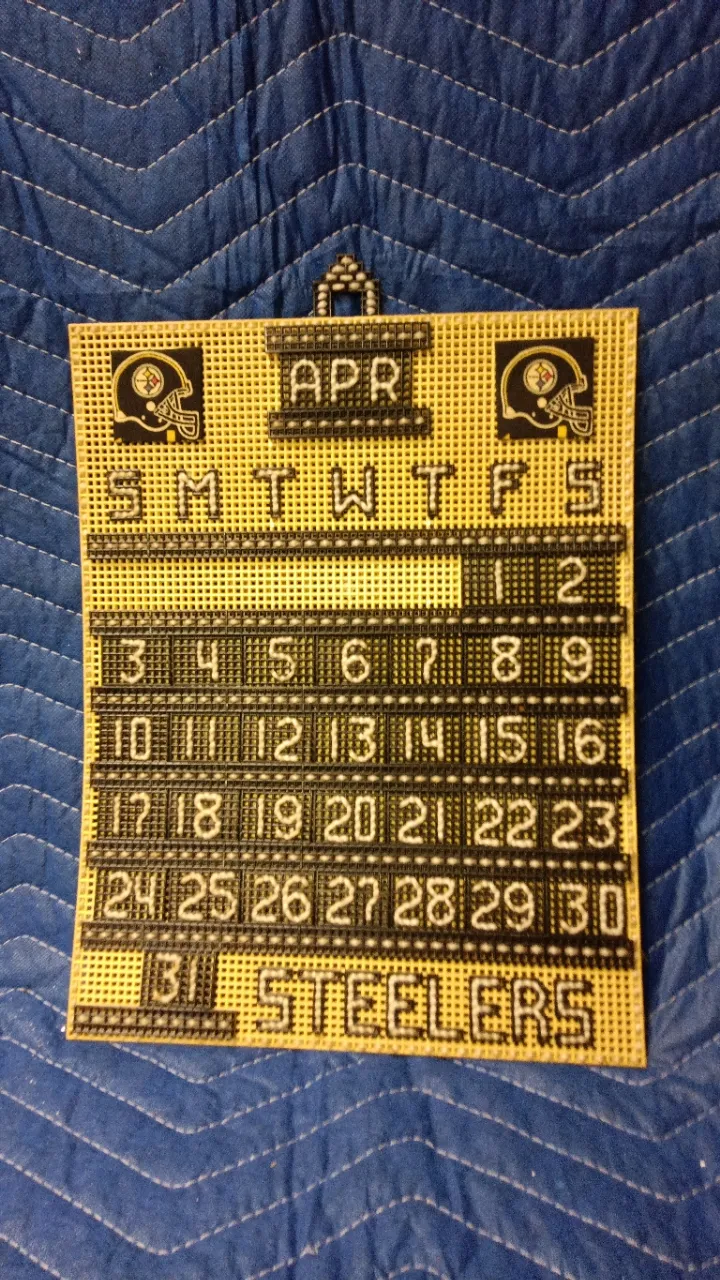 APR
S M T W T F S
1 2
3 4 5 6 7 8 9
10 11 12 13 14 15 16
17 18 19 20 21 22 23
24 25 26 27 28 29 30
31 STEELERS